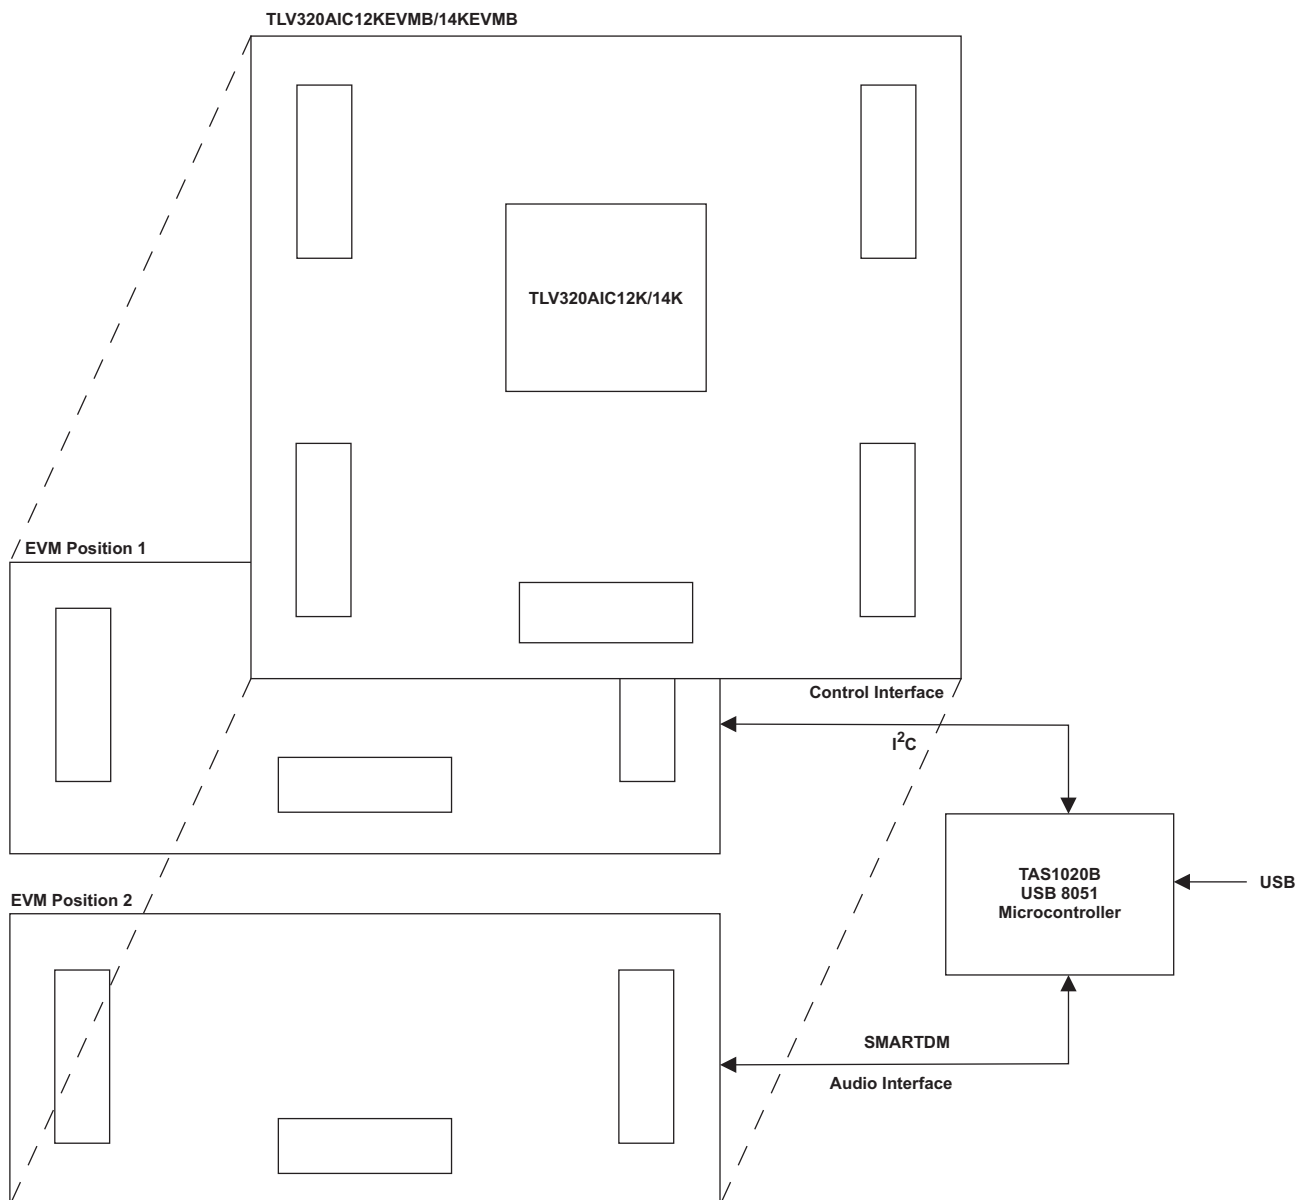 TLV320AIC12KEVMB/14KEVMB
TLV320AIC12K/14K
EVM Position 1
Control Interface
I²C
TAS1020B
USB 8051
Microcontroller
USB
EVM Position 2
SMARTDM
Audio Interface